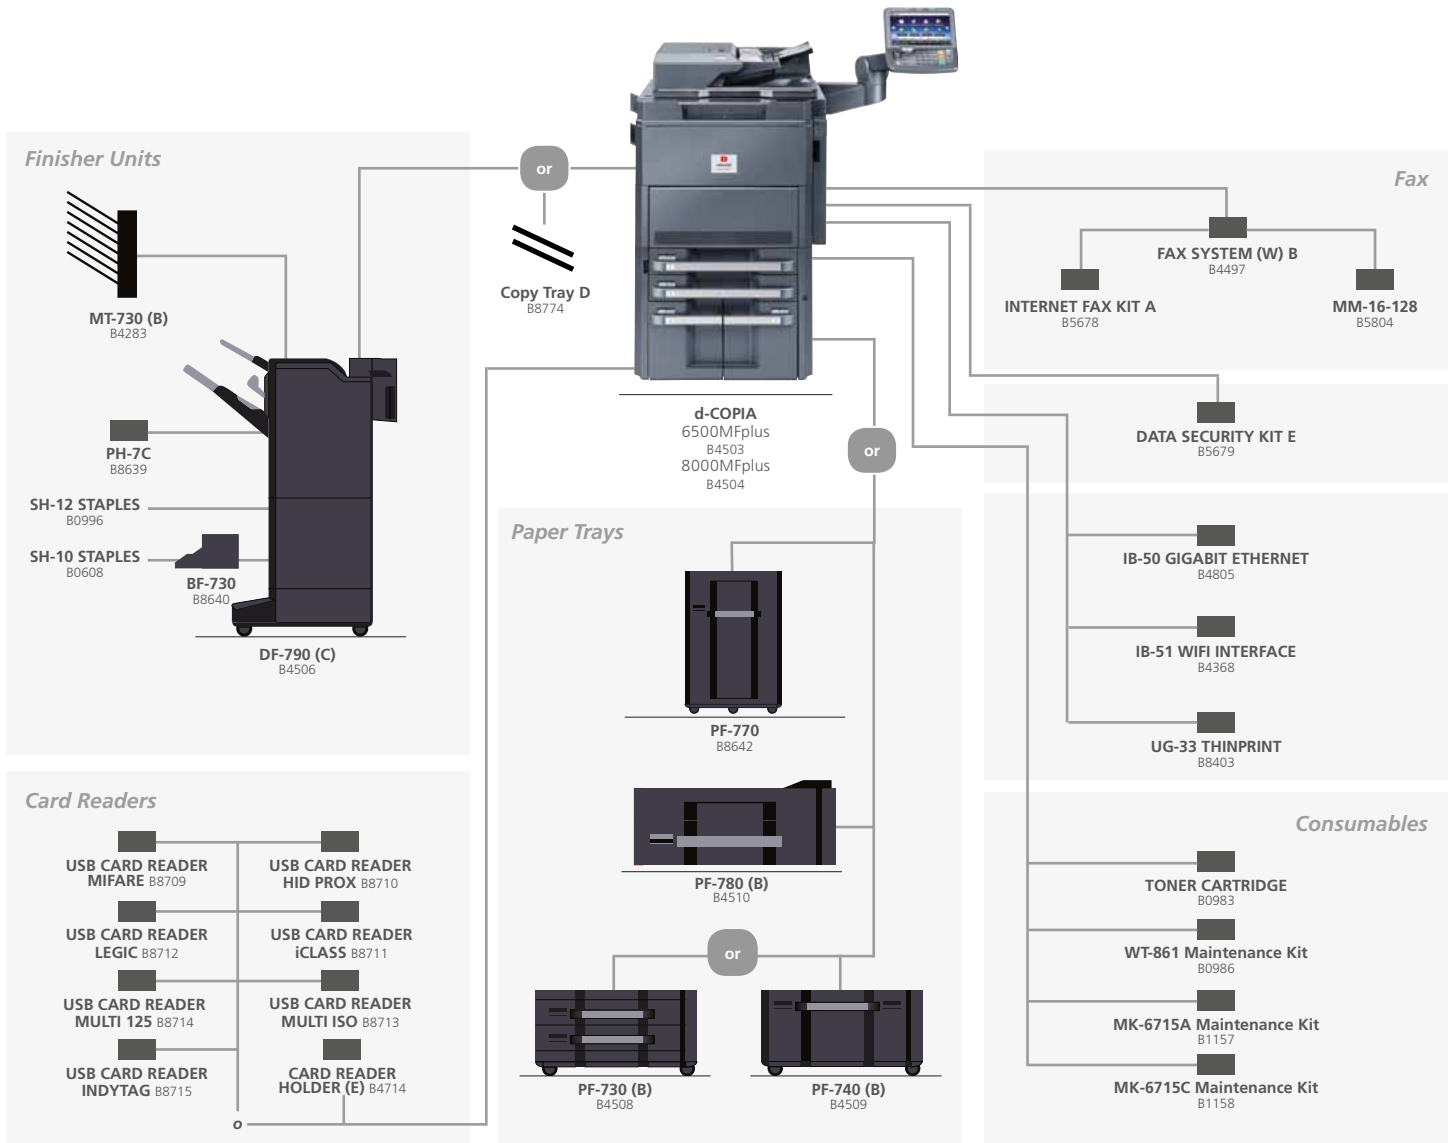 Finisher Units
MT-730 (B)
B4283
PH-7C
B8639
SH-12 STAPLES
B0996
SH-10 STAPLES
B0608
BF-730
B8640
DF-790 (C)
B4506
or
Copy Tray D
B8774
d-COPIA
6500MFplus
B4503
8000MFplus
B4504
or
Fax
FAX SYSTEM (W) B
B4497
INTERNET FAX KIT A
B5678
MM-16-128
B5804
DATA SECURITY KIT E
B5679
IB-50 GIGABIT ETHERNET
B4805
IB-51 WIFI INTERFACE
B4368
UG-33 THINPRINT
B8403
Paper Trays
PF-770
B8642
PF-780 (B)
B4510
or
PF-730 (B)
B4508
PF-740 (B)
B4509
Card Readers
USB CARD READER
MIFARE B8709
USB CARD READER
HID PROX B8710
USB CARD READER
LEGIC B8712
USB CARD READER
iCLASS B8711
USB CARD READER
MULTI 125 B8714
USB CARD READER
MULTI ISO B8713
USB CARD READER
INDYTAG B8715
CARD READER
HOLDER (E) B4714
o
Consumables
TONER CARTRIDGE
B0983
WT-861 Maintenance Kit
B0986
MK-6715A Maintenance Kit
B1157
MK-6715C Maintenance Kit
B1158